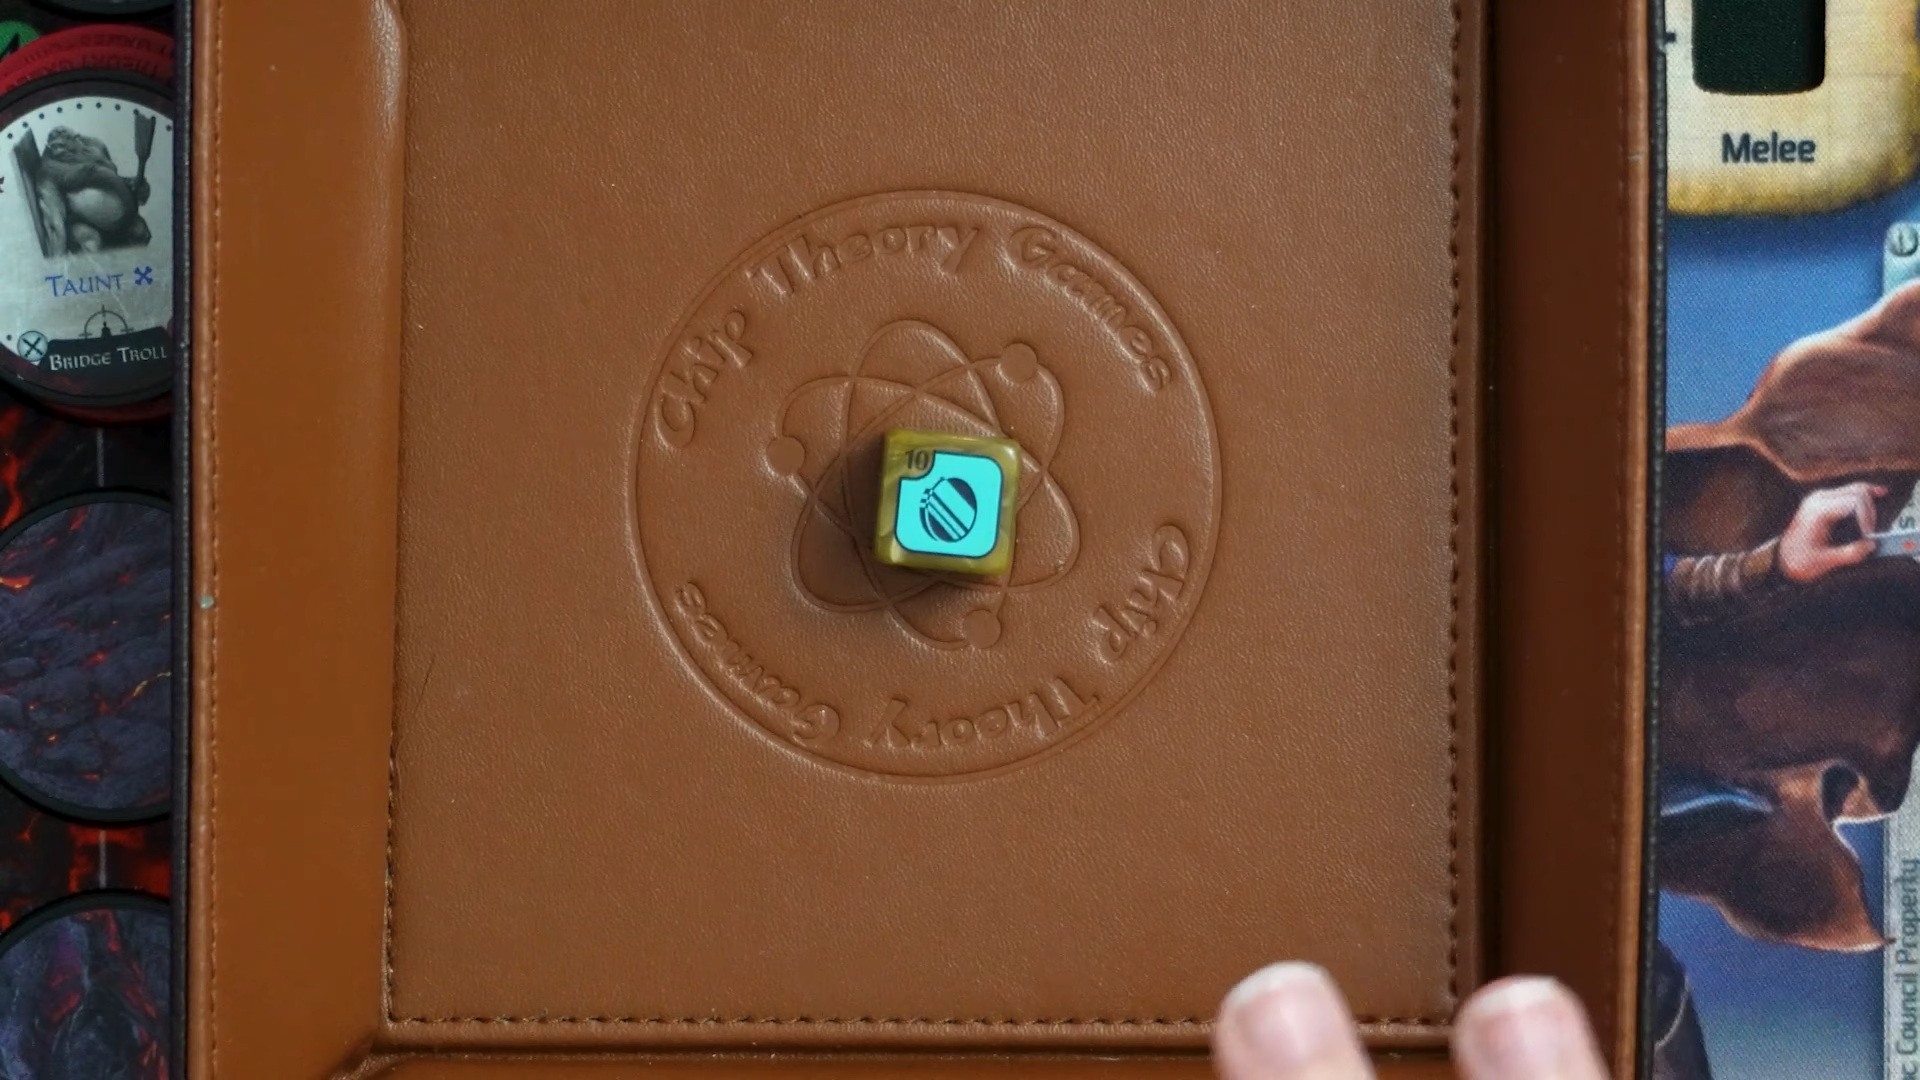 Chip Theory Games
Chip Theory Games
10
TAUNT
BRIDGE TROLL
Melee
c Council Property